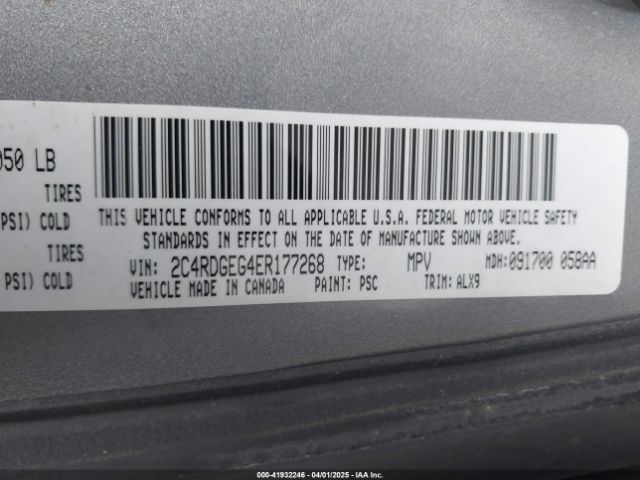 050 LB
TIRES
PSI) COLD
TIRES
PSI) COLD
THIS VEHICLE CONFORMS TO ALL APPLICABLE U.S.A. FEDERAL MOTOR VEHICLE SAFETY
STANDARDS IN EFFECT ON THE DATE OF MANUFACTURE SHOWN ABOVE.
VIN: 2C4RDGEG4ER177268 TYPE: MPV MDH:091700 058AA
VEHICLE MADE IN CANADA PAINT: PSC TRIM: ALX9
000-41932246 - 04/01/2025 - IAA Inc.